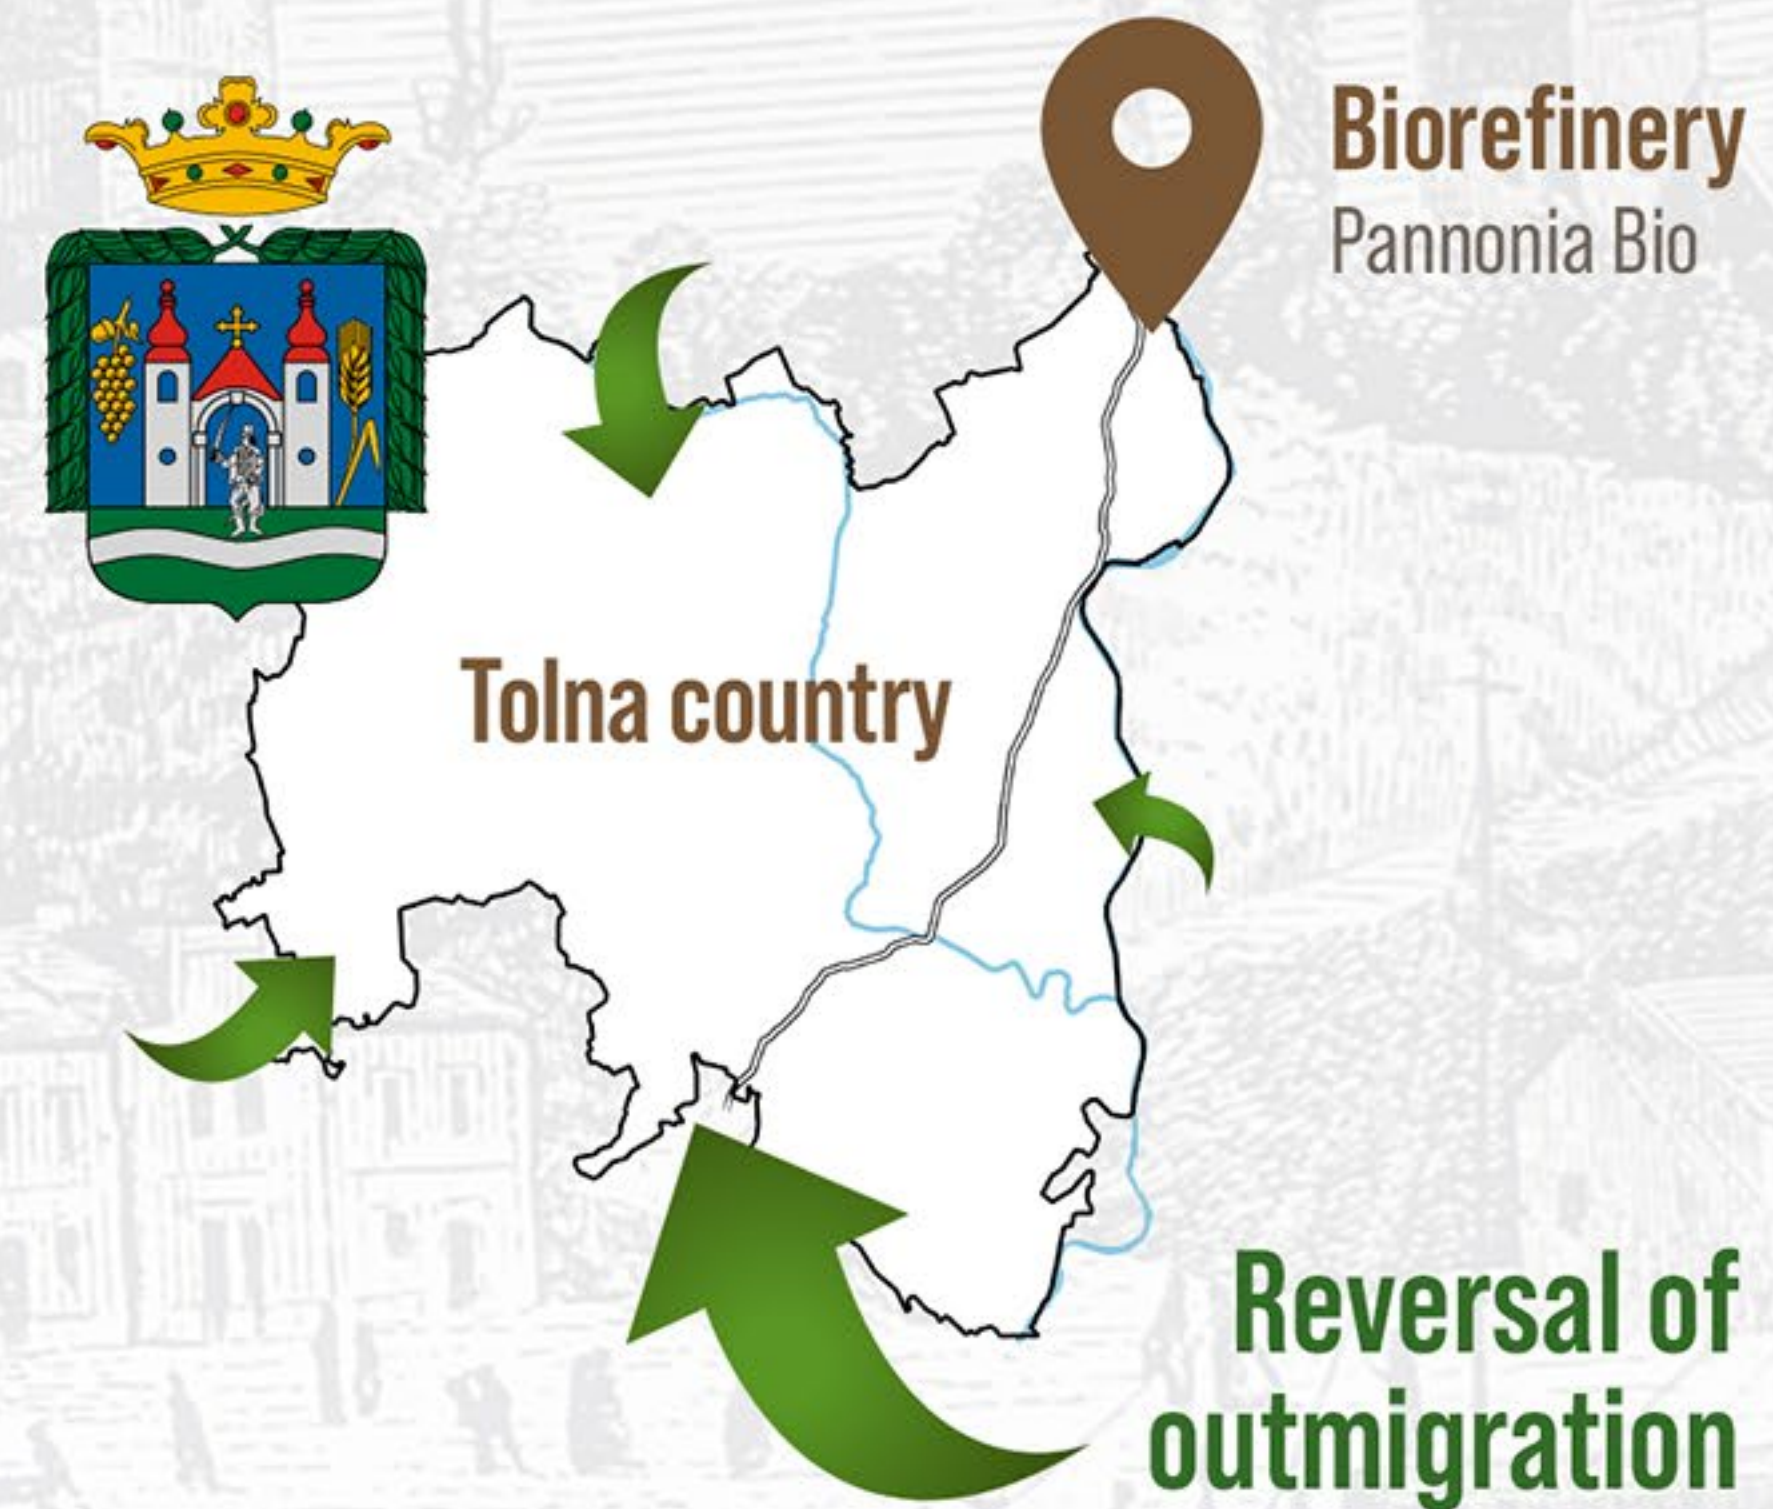 Biorefinery
Pannonia Bio
Tolna country
Reversal of
outmigration